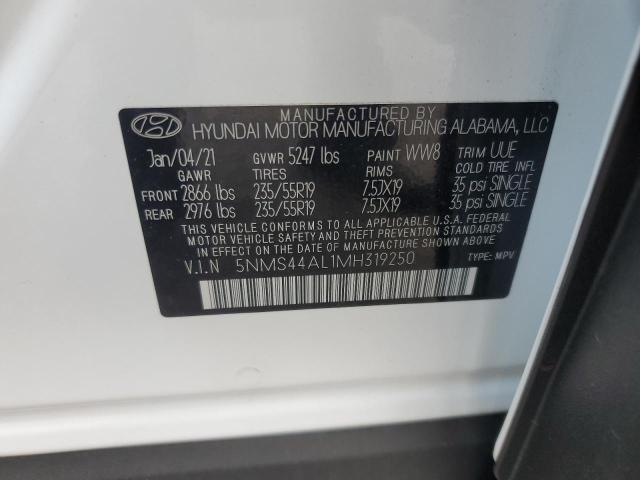 MANUFACTURED BY
HYUNDAI MOTOR MANUFACTURING ALABAMA, LLC
Jan/04/21 GVWR 5247 lbs PAINT WW8 TRIM UUE
GAWR TIRES RIMS COLD TIRE INFL
FRONT 2866 lbs 235/55R19 7.5JX19 35 psi SINGLE
REAR 2976 lbs 235/55R19 7.5JX19 35 psi SINGLE
THIS VEHICLE CONFORMS TO ALL APPLICABLE U.S.A. FEDERAL
MOTOR VEHICLE SAFETY AND THEFT PREVENTION STANDARDS
IN EFFECT ON THE DATE OF MANUFACTURE SHOWN ABOVE.
V.I.N 5NMS44AL1MH319250 TYPE: MPV